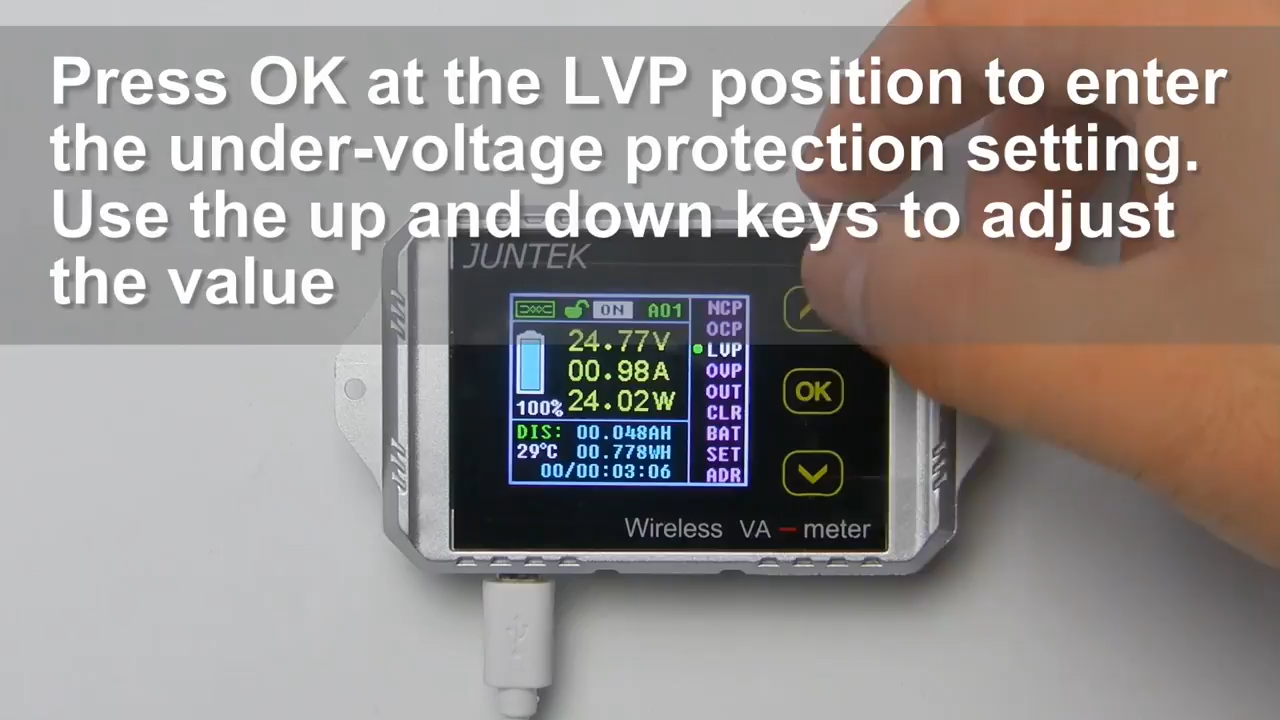 Press OK at the LVP position to enter
the under-voltage protection setting.
Use the up and down keys to adjust
the value
JUNTEK
ON A01
24.77V
00.98A
24.02W
100%
DIS: 00.048AH
29°C 00.778WH
00/00:03:06
NCP
OCP
LVP
OVP
OUT
CLR
BAT
SET
ADR
OK
Wireless VA - meter